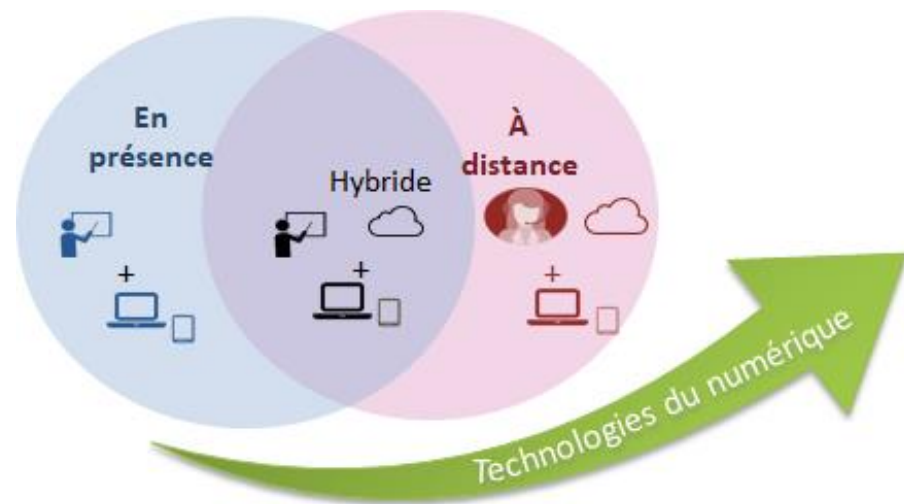 En
présence
Hybride
À
distance
+
+
+
Technologies du numérique